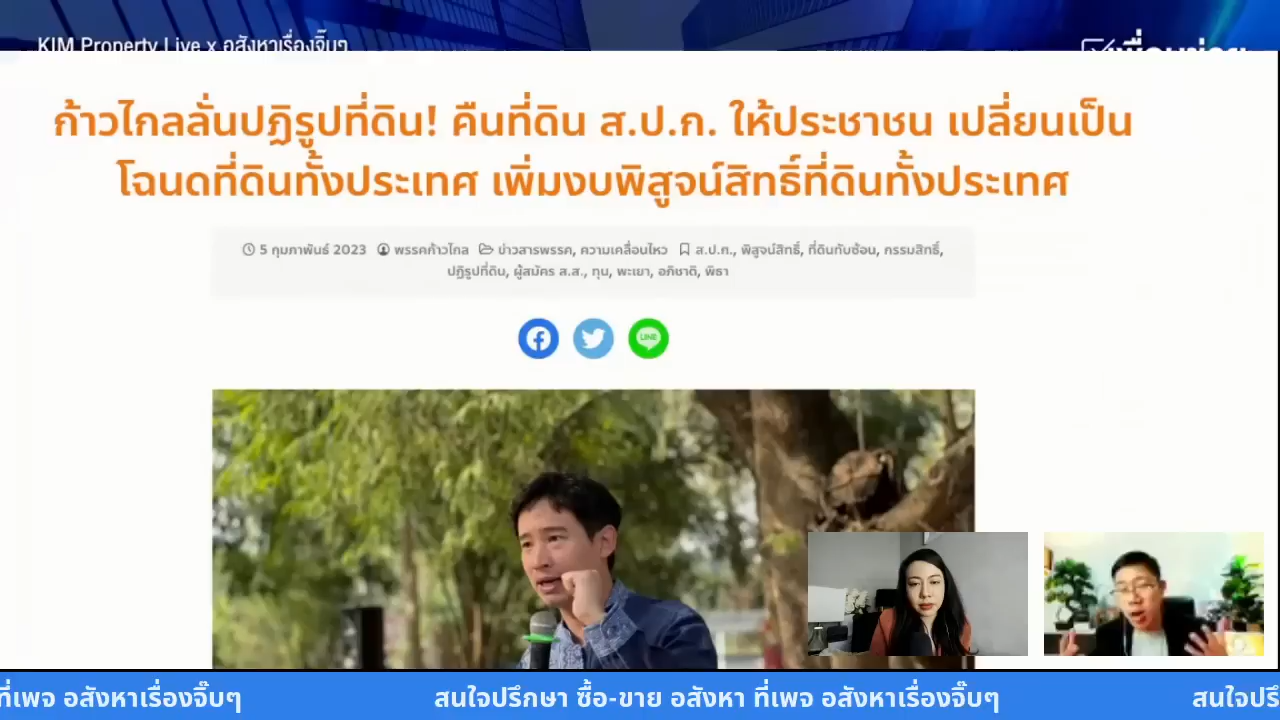 KIM Property Live x อสังหาเรื่องจิ๊บๆ
เพื่อนช่วย
ก้าวไกลลั่นปฏิรูปที่ดิน! คืนที่ดิน ส.ป.ก. ให้ประชาชน เปลี่ยนเป็น
โฉนดที่ดินทั้งประเทศ เพิ่มงบพิสูจน์สิทธิ์ที่ดินทั้งประเทศ
5 กุมภาพันธ์ 2023 พรรคก้าวไกล ข่าวสารพรรค, ความเคลื่อนไหว ส.ป.ก., พิสูจน์สิทธิ์, ที่ดินทับซ้อน, กรรมสิทธิ์,
ปฏิรูปที่ดิน, ผู้สมัคร ส.ส., ทุน, พะเยา, อภิชาติ, พิธา
LINE
ที่เพจ อสังหาเรื่องจิ๊บๆ สนใจปรึกษา ซื้อ-ขาย อสังหา ที่เพจ อสังหาเรื่องจิ๊บๆ สนใจปรึ